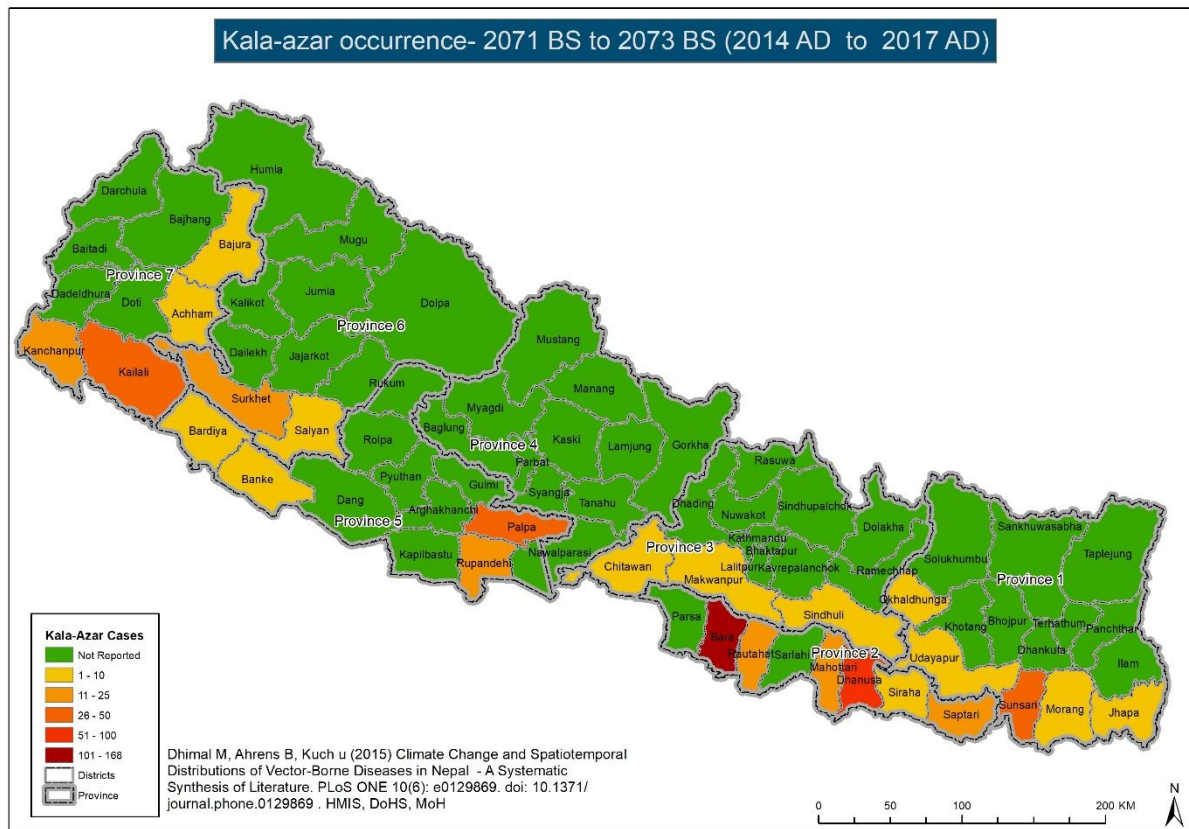 Kala-azar occurrence- 2071 BS to 2073 BS (2014 AD to 2017 AD)
Humla
Darchula
Bajhang
Bajura
Mugu
Baitadi
Province 7
Dadeldhura
Doti
Achham
Kalikot
Jumla
Dolpa
Province 6
Mustang
Kanchanpur
Kailali
Dailekh
Jajarkot
Rukum
Manang
Surkhet
Salyan
Myagdi
Bardiya
Rolpa
Baglung
Province 4
Kaski
Lamjung
Gorkha
Banke
Pyuthan
Parbat
Rasuwa
Dang
Gulmi
Syangja
Tanahu
Dhading
Nuwakot
Sindhupalchok
Arghakhanchi
Province 5
Palpa
Dolakha
Sankhuwasabha
Taplejung
Kapilbastu
Rupandehi
Nawalparasi
Province 3
Kathmandu
Bhaktapur
Solukhumbu
Chitawan
Makwanpur
Lalitpur
Kavrepalanchok
Ramechhap
Province 1
Okhaldhunga
Parsa
Sindhuli
Khotang
Bhojpur
Terhathum
Panchthar
Bara
Rautahat
Sarlahi
Province 2
Mahottari
Dhanusa
Udayapur
Dhankuta
Ilam
Siraha
Saptari
Sunsari
Morang
Jhapa
Kala-Azar Cases
Not Reported
1 - 10
11 - 25
26 - 50
51 - 100
101 - 168
Districts
Province
Dhimal M, Ahrens B, Kuch u (2015) Climate Change and Spatiotemporal
Distributions of Vector-Borne Diseases in Nepal - A Systematic
Synthesis of Literature. PLoS ONE 10(6): e0129869. doi: 10.1371/
journal.phone.0129869 . HMIS, DoHS, MoH
0 50 100 200 KM
N